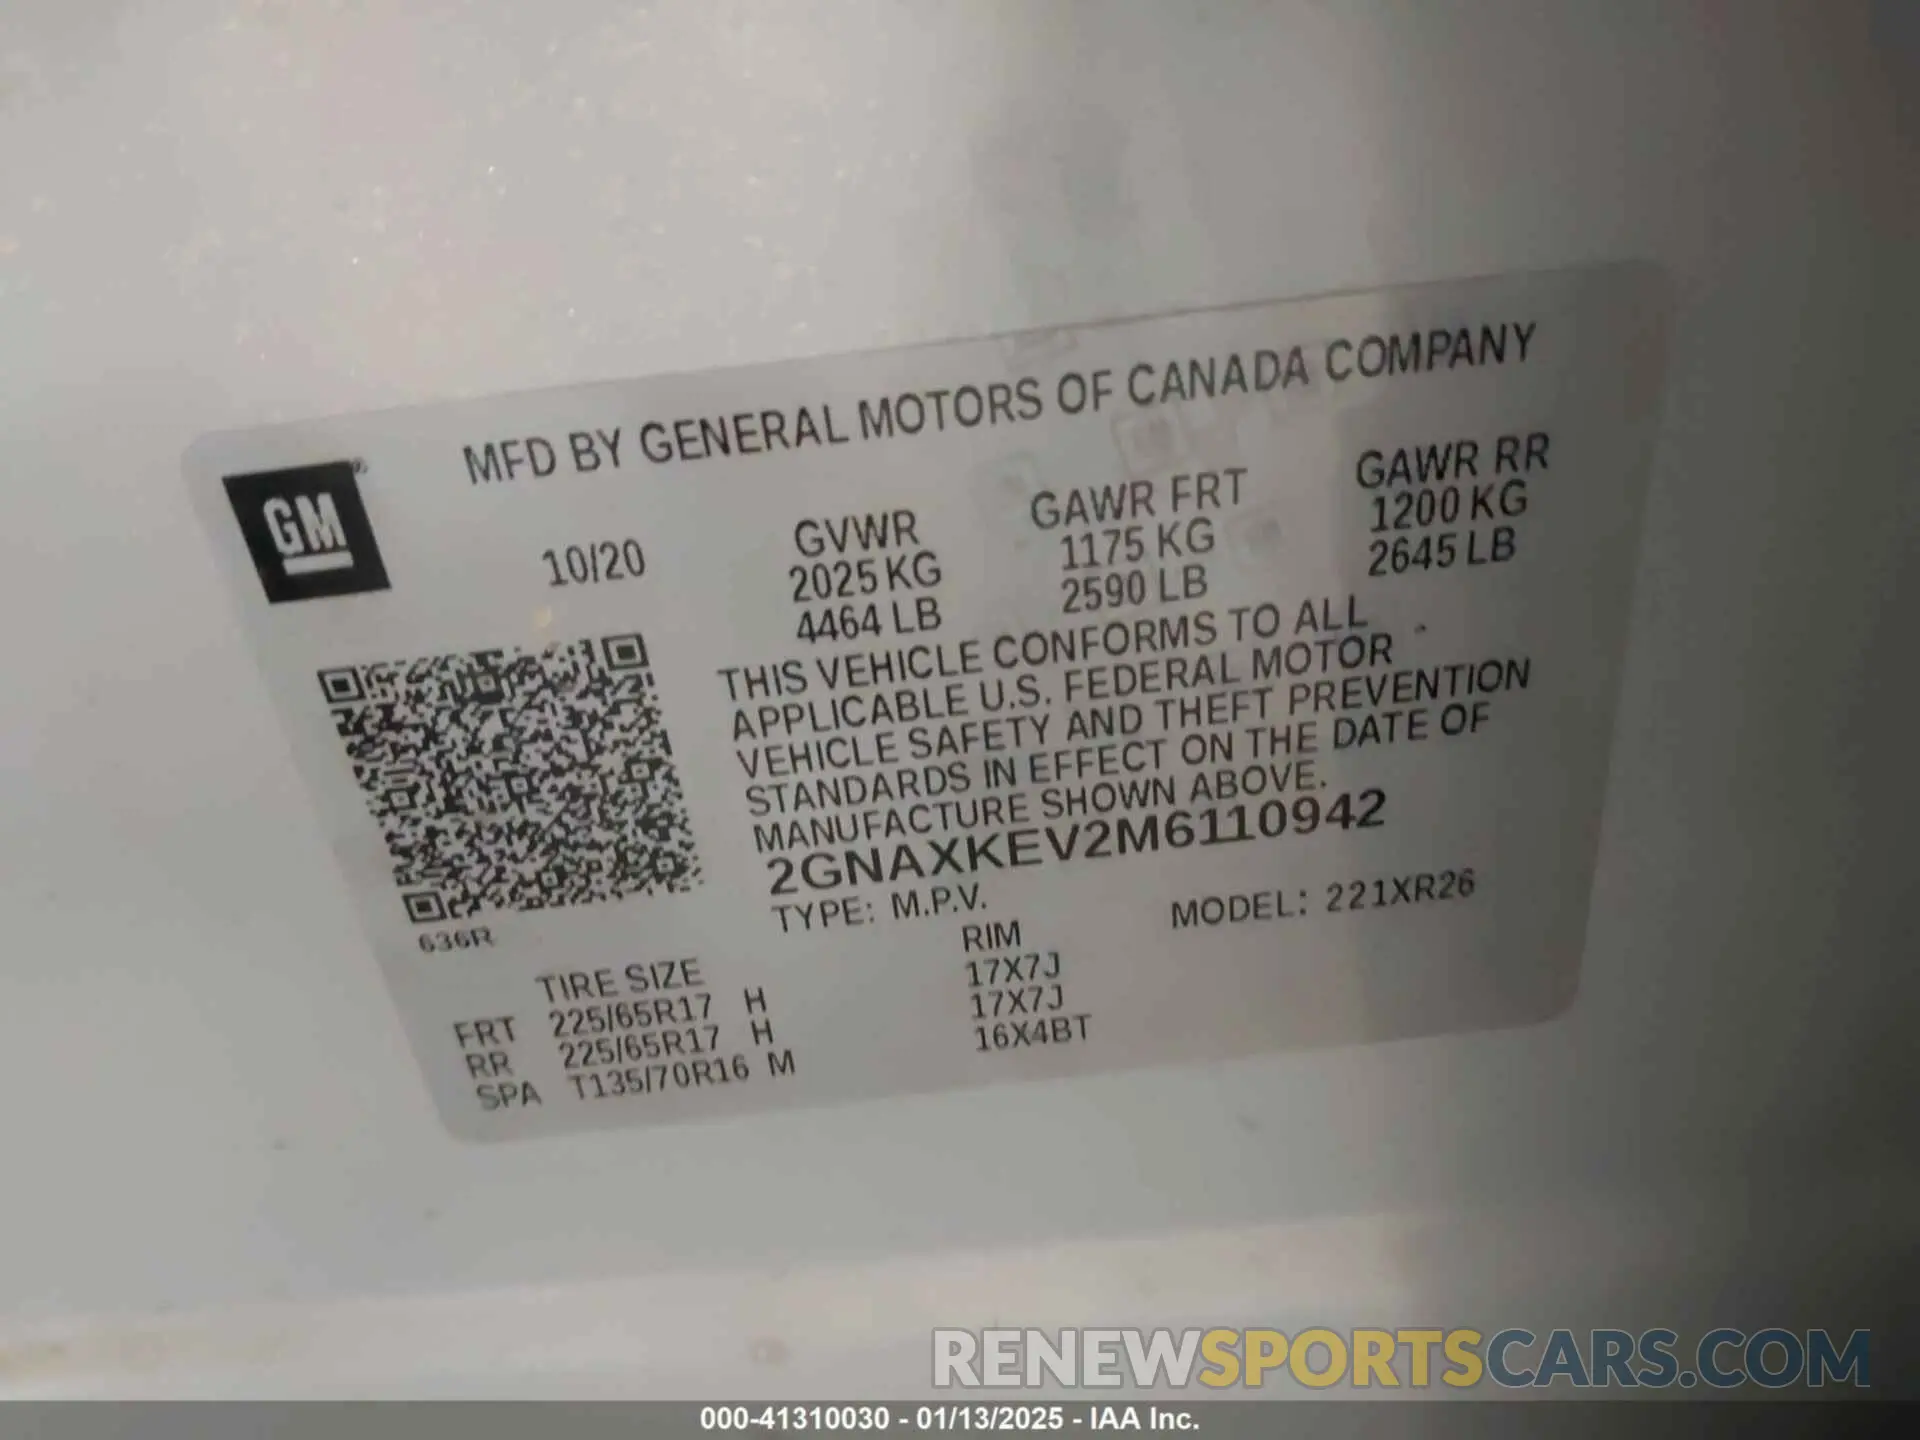 MFD BY GENERAL MOTORS OF CANADA COMPANY
GM
10/20
GVWR
2025 KG
4464 LB
GAWR FRT
1175 KG
2590 LB
GAWR RR
1200 KG
2645 LB
THIS VEHICLE CONFORMS TO ALL
APPLICABLE U.S. FEDERAL MOTOR
VEHICLE SAFETY AND THEFT PREVENTION
STANDARDS IN EFFECT ON THE DATE OF
MANUFACTURE SHOWN ABOVE.
2GNAXKEV2M6110942
TYPE: M.P.V.
MODEL: 221XR26
636R
TIRE SIZE RIM
FRT 225/65R17 H 17X7J
RR 225/65R17 H 17X7J
SPA T135/70R16 M 16X4BT
RENEWSPORTSCARS.COM
000-41310030 - 01/13/2025 - IAA Inc.